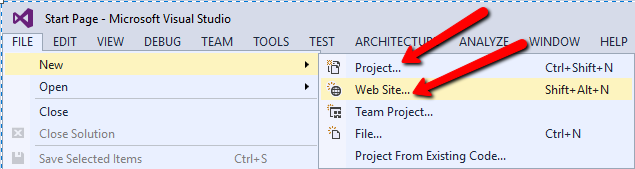 Start Page - Microsoft Visual Studio
FILE EDIT VIEW DEBUG TEAM TOOLS TEST ARCHITECTURE ANALYZE WINDOW HELP
New Project... Ctrl+Shift+N
Open Web Site... Shift+Alt+N
Close Team Project...
Close Solution File... Ctrl+N
Save Selected Items Ctrl+S Project From Existing Code...